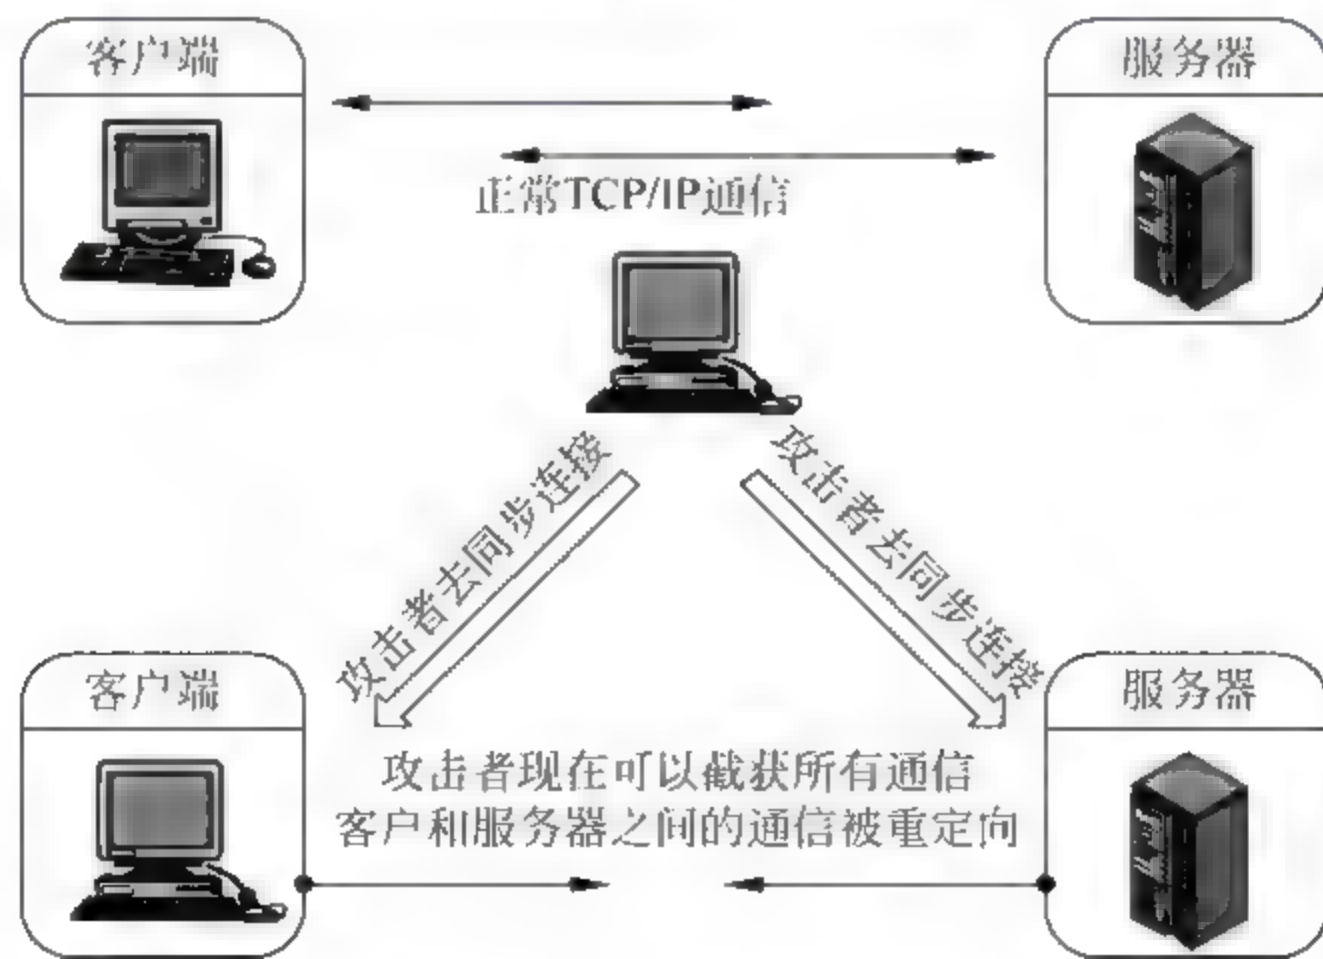 客户端
服务器
正常TCP/IP通信
攻击者去同步连接
攻击者去同步连接
客户端
服务器
攻击者现在可以截获所有通信
客户和服务器之间的通信被重定向